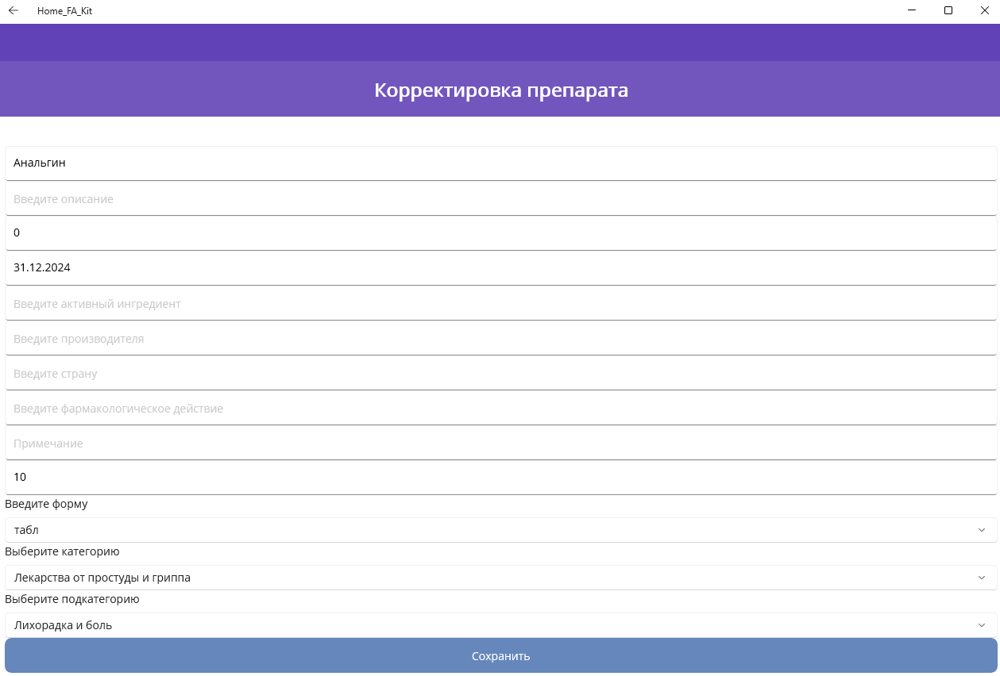 Home_FA_Kit
Корректировка препарата
Анальгин
Введите описание
0
31.12.2024
Введите активный ингредиент
Введите производителя
Введите страну
Введите фармакологическое действие
Примечание
10
Введите форму
табл
Выберите категорию
Лекарства от простуды и гриппа
Выберите подкатегорию
Лихорадка и боль
Сохранить